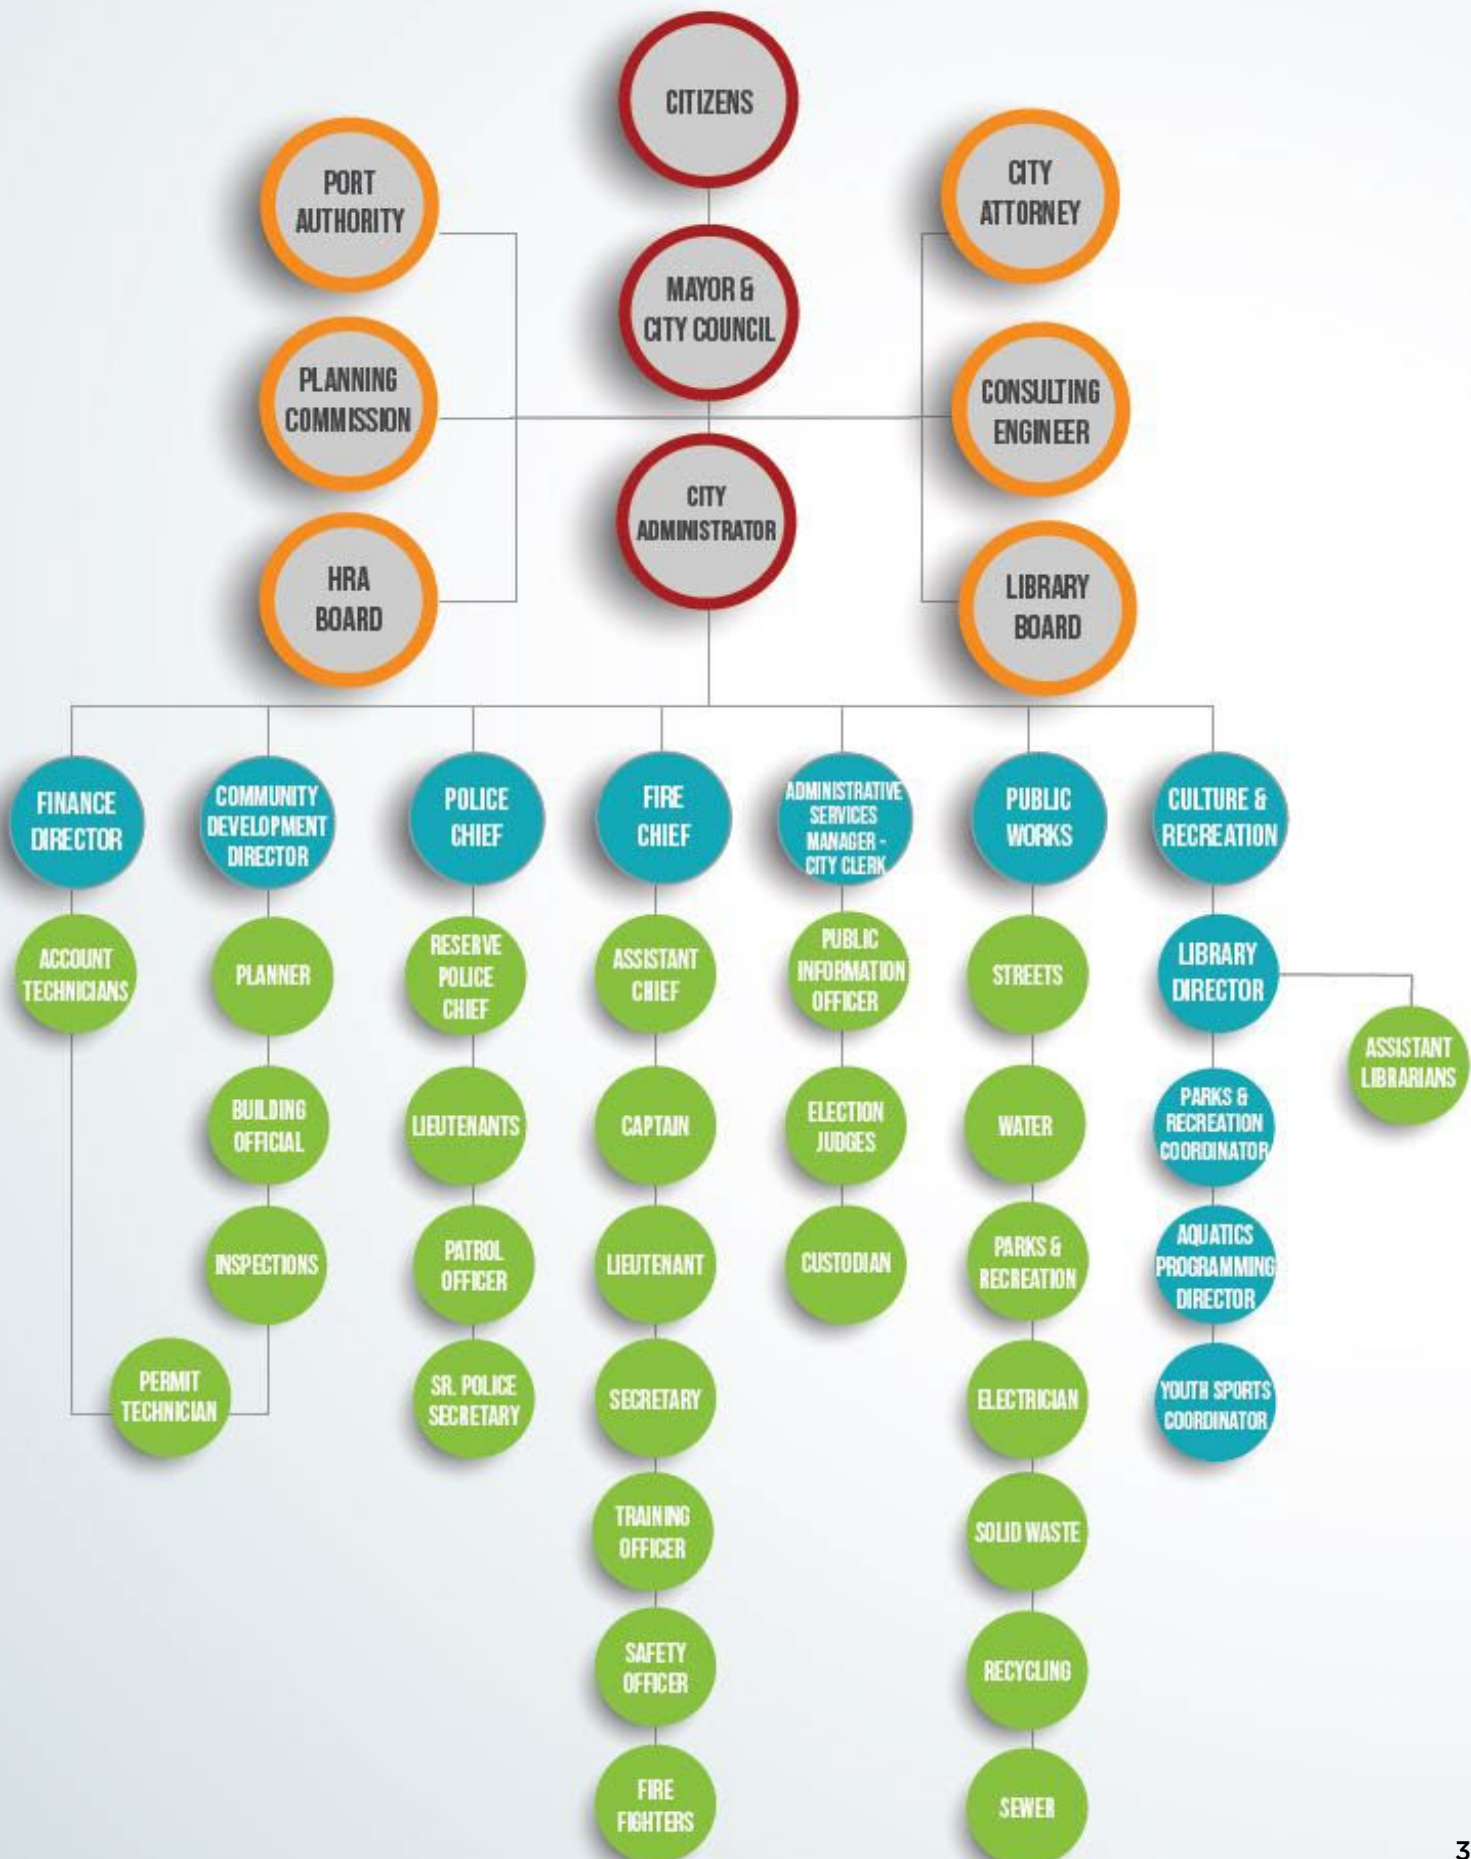 CITIZENS
PORT
AUTHORITY
CITY
ATTORNEY
MAYOR &
CITY COUNCIL
PLANNING
COMMISSION
CONSULTING
ENGINEER
CITY
ADMINISTRATOR
HRA
BOARD
LIBRARY
BOARD
FINANCE
DIRECTOR
COMMUNITY
DEVELOPMENT
DIRECTOR
POLICE
CHIEF
FIRE
CHIEF
ADMINISTRATIVE
SERVICES
MANAGER -
CITY CLERK
PUBLIC
WORKS
CULTURE &
RECREATION
ACCOUNT
TECHNICIANS
PLANNER
RESERVE
POLICE
CHIEF
ASSISTANT
CHIEF
PUBLIC
INFORMATION
OFFICER
STREETS
LIBRARY
DIRECTOR
ASSISTANT
LIBRARIANS
BUILDING
OFFICIAL
LIEUTENANTS
CAPTAIN
ELECTION
JUDGES
WATER
PARKS &
RECREATION
COORDINATOR
INSPECTIONS
PATROL
OFFICER
LIEUTENANT
CUSTODIAN
PARKS &
RECREATION
AQUATICS
PROGRAMMING
DIRECTOR
PERMIT
TECHNICIAN
SR. POLICE
SECRETARY
SECRETARY
ELECTRICIAN
YOUTH SPORTS
COORDINATOR
TRAINING
OFFICER
SOLID WASTE
SAFETY
OFFICER
RECYCLING
FIRE
FIGHTERS
SEWER
3